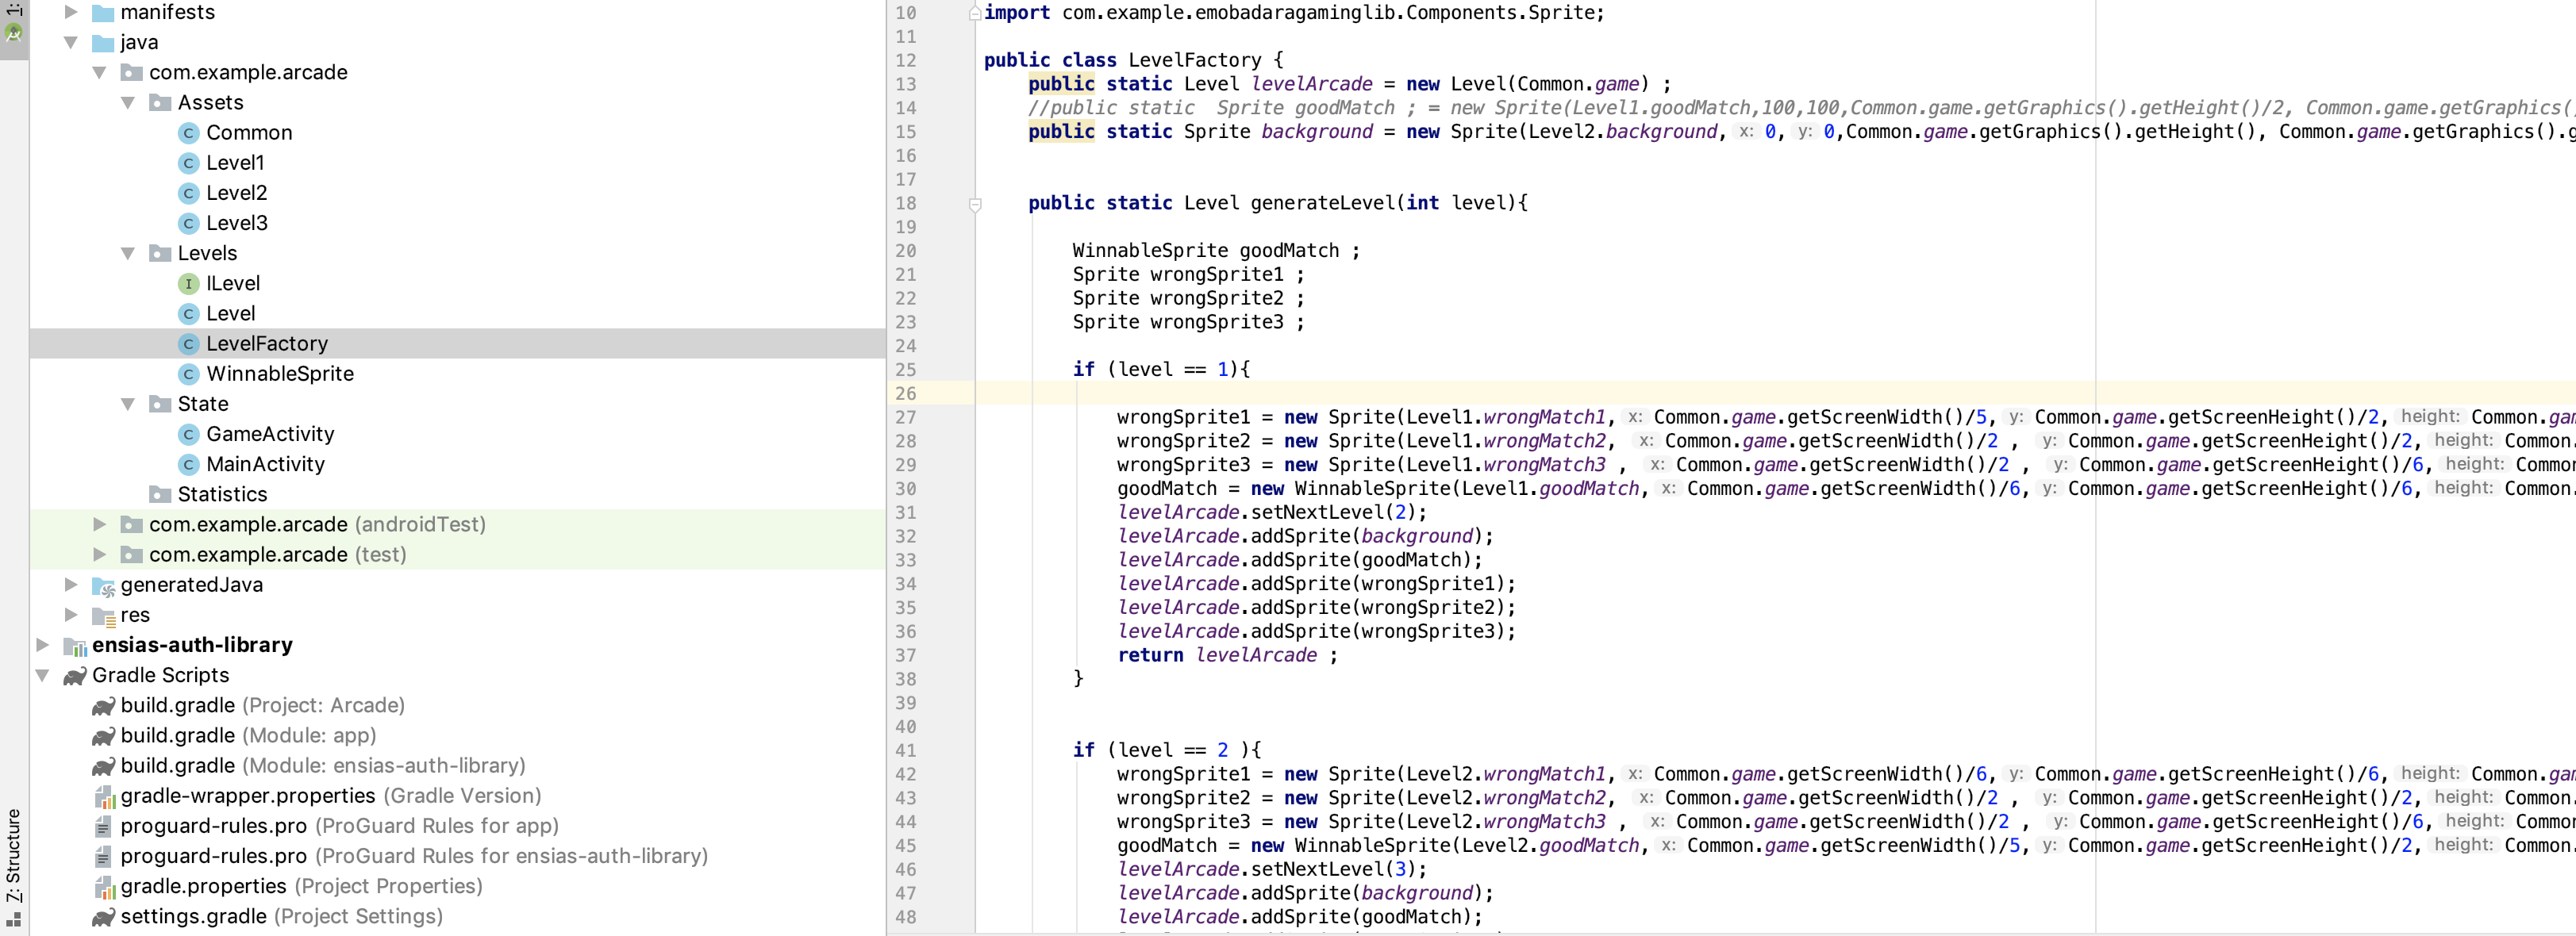 1:
manifests
java
com.example.arcade
Assets
Common
Level1
Level2
Level3
Levels
ILevel
Level
LevelFactory
WinnableSprite
State
GameActivity
MainActivity
Statistics
com.example.arcade (androidTest)
com.example.arcade (test)
generatedJava
res
ensias-auth-library
Gradle Scripts
build.gradle (Project: Arcade)
build.gradle (Module: app)
build.gradle (Module: ensias-auth-library)
gradle-wrapper.properties (Gradle Version)
proguard-rules.pro (ProGuard Rules for app)
proguard-rules.pro (ProGuard Rules for ensias-auth-library)
gradle.properties (Project Properties)
settings.gradle (Project Settings)
Z: Structure
10 import com.example.emobadaragaminglib.Components.Sprite;
11
12 public class LevelFactory {
13 public static Level levelArcade = new Level(Common.game) ;
14 //public static  Sprite goodMatch ; = new Sprite(Level1.goodMatch,100,100,Common.game.getGraphics().getHeight()/2, Common.game.getGraphics(
15 public static Sprite background = new Sprite(Level2.background, x: 0, y: 0,Common.game.getGraphics().getHeight(), Common.game.getGraphics().g
16
17
18 public static Level generateLevel(int level){
19
20 WinnableSprite goodMatch ;
21 Sprite wrongSprite1 ;
22 Sprite wrongSprite2 ;
23 Sprite wrongSprite3 ;
24
25 if (level == 1){
26
27 wrongSprite1 = new Sprite(Level1.wrongMatch1, x: Common.game.getScreenWidth()/5, y: Common.game.getScreenHeight()/2, height: Common.gam
28 wrongSprite2 = new Sprite(Level1.wrongMatch2, x: Common.game.getScreenWidth()/2 , y: Common.game.getScreenHeight()/2, height: Common.
29 wrongSprite3 = new Sprite(Level1.wrongMatch3 , x: Common.game.getScreenWidth()/2 , y: Common.game.getScreenHeight()/6, height: Common
30 goodMatch = new WinnableSprite(Level1.goodMatch, x: Common.game.getScreenWidth()/6, y: Common.game.getScreenHeight()/6, height: Common.
31 levelArcade.setNextLevel(2);
32 levelArcade.addSprite(background);
33 levelArcade.addSprite(goodMatch);
34 levelArcade.addSprite(wrongSprite1);
35 levelArcade.addSprite(wrongSprite2);
36 levelArcade.addSprite(wrongSprite3);
37 return levelArcade ;
38 }
39
40
41 if (level == 2 ){
42 wrongSprite1 = new Sprite(Level2.wrongMatch1, x: Common.game.getScreenWidth()/6, y: Common.game.getScreenHeight()/6, height: Common.gam
43 wrongSprite2 = new Sprite(Level2.wrongMatch2, x: Common.game.getScreenWidth()/2 , y: Common.game.getScreenHeight()/2, height: Common.
44 wrongSprite3 = new Sprite(Level2.wrongMatch3 , x: Common.game.getScreenWidth()/2 , y: Common.game.getScreenHeight()/6, height: Common
45 goodMatch = new WinnableSprite(Level2.goodMatch, x: Common.game.getScreenWidth()/5, y: Common.game.getScreenHeight()/2, height: Common.
46 levelArcade.setNextLevel(3);
47 levelArcade.addSprite(background);
48 levelArcade.addSprite(goodMatch);